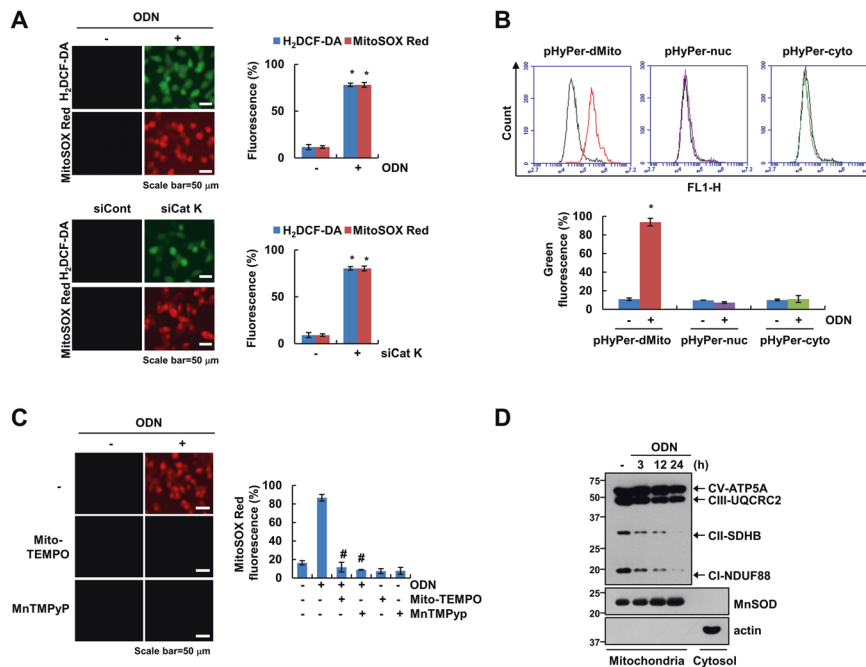 A
ODN
-
+
H2DCF-DA
MitoSOX Red
Scale bar=50 μm
H2DCF-DA MitoSOX Red
Fluorescence (%)
100
50
0
* *
- + ODN
siCont siCat K
H2DCF-DA
MitoSOX Red
Scale bar=50 μm
H2DCF-DA MitoSOX Red
Fluorescence (%)
100
50
0
* *
- + siCat K
B
pHyPer-dMito pHyPer-nuc pHyPer-cyto
Count
FL1-H
Green
fluorescence (%)
100
80
60
40
20
0
*
- + - + - + ODN
pHyPer-dMito pHyPer-nuc pHyPer-cyto
C
ODN
- +
-
Mito-
TEMPO
MnTMPyP
Scale bar=50 μm
MitoSOX Red
fluorescence (%)
100
80
60
40
20
0
# #
- + + + - - ODN
- - + - + - Mito-TEMPO
- - - + - + MnTMPyp
D
ODN
- 3 12 24 (h)
75
50
37
25
20
CV-ATP5A
CIII-UQCRC2
CII-SDHB
CI-NDUF88
25
20
MnSOD
37
actin
Mitochondria Cytosol